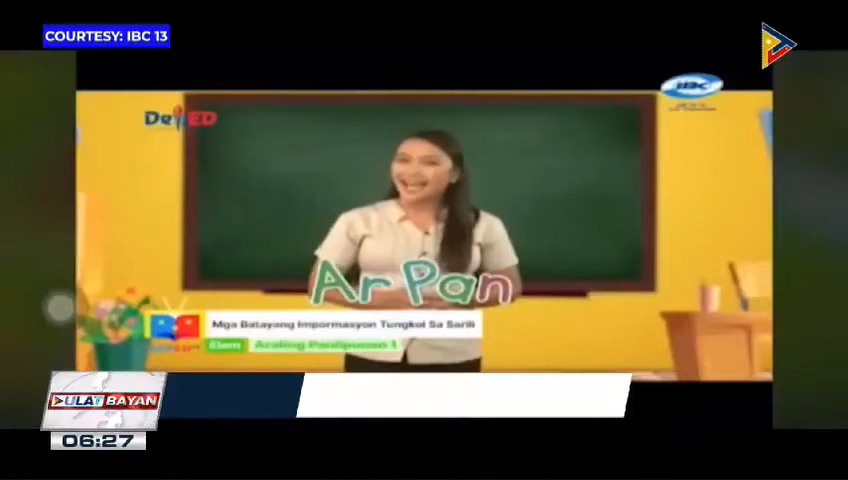 COURTESY: IBC 13
DepED
IBC
Ar Pan
Mga Batayang Impormasyon Tungkol Sa Sarili
Elem
Araling Panlipunan 1
ULAT BAYAN
06:27